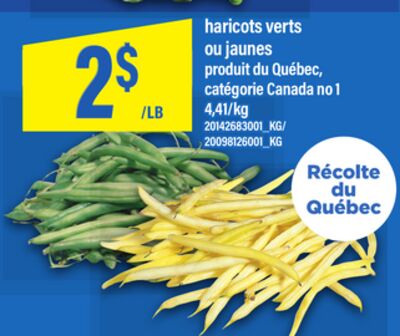 haricots verts
ou jaunes
produit du Québec,
catégorie Canada no 1
4,41/kg
20142683001_KG/
20098126001_KG
2$
/LB
Récolte
du
Québec